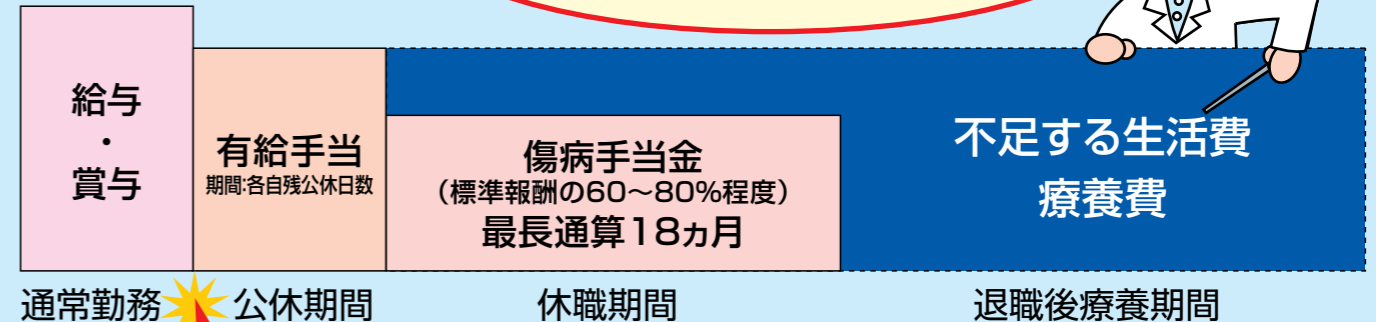 給与
・
賞与
有給手当
期間:各自残公休日数
傷病手当金
（標準報酬の60〜80%程度）
最長通算18ヵ月
不足する生活費
療養費
通常勤務
公休期間
休職期間
退職後療養期間